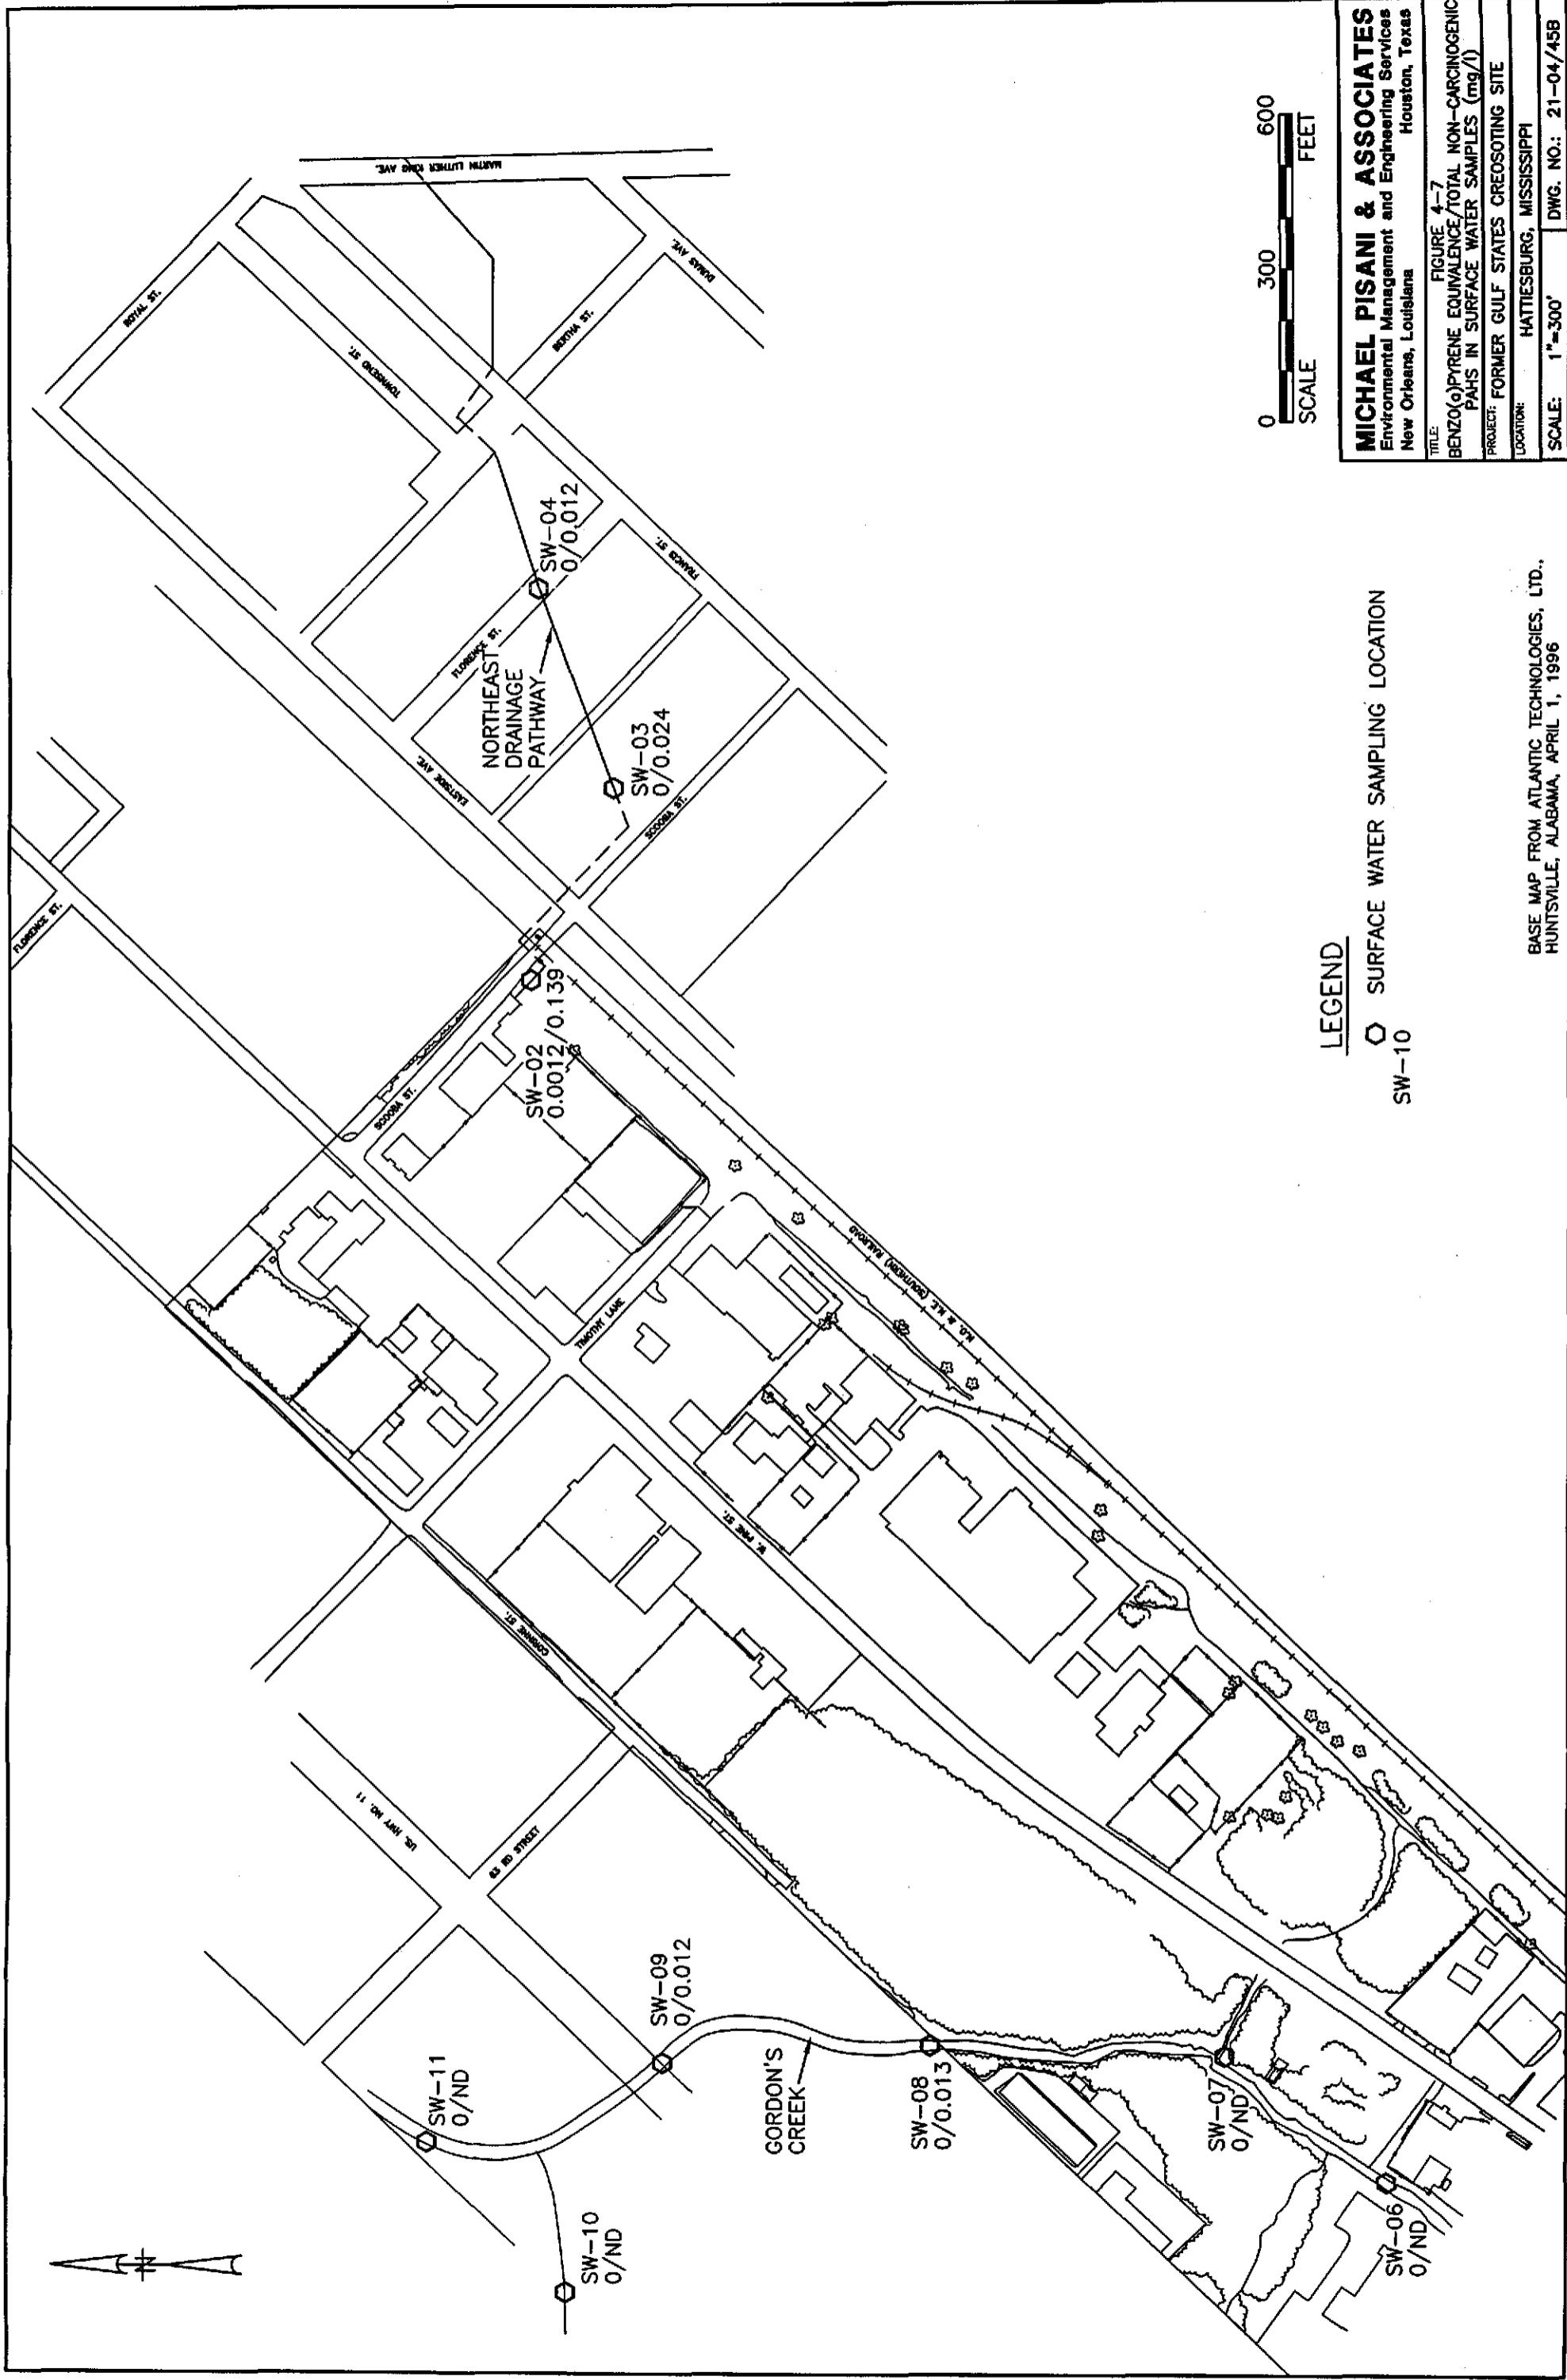 ROYAL ST.
TOWNSEND ST.
MARTIN LUTHER KING AVE.
DUMAS AVE.
BERTHA ST.
FRANCIS ST.
FLORENCE ST.
EASTSIDE AVE.
SCOOBA ST.
NORTHEAST
DRAINAGE
PATHWAY
SW-04
0/0.012
SW-03
0/0.024
SW-02
0.0012/0.139
FLORENCE ST.
SCOOBA ST.
TIMOTHY LANE
N.O. & N.E. (SOUTHERN) RAILROAD
W. PINE ST.
CORINNE ST.
US. HWY NO. 11
63 RD STREET
SW-11
0/ND
SW-09
0/0.012
SW-10
0/ND
GORDON'S
CREEK
SW-08
0/0.013
SW-07
0/ND
SW-06
0/ND
N
LEGEND
SURFACE WATER SAMPLING LOCATION
SW-10
BASE MAP FROM ATLANTIC TECHNOLOGIES, LTD.,
HUNTSVILLE, ALABAMA, APRIL 1, 1996
0 300 600
SCALE FEET
MICHAEL PISANI & ASSOCIATES
Environmental Management and Engineering Services
New Orleans, Louisiana Houston, Texas
TITLE: FIGURE 4-7
BENZO(a)PYRENE EQUIVALENCE/TOTAL NON-CARCINOGENIC
PAHS IN SURFACE WATER SAMPLES (mg/l)
PROJECT: FORMER GULF STATES CREOSOTING SITE
LOCATION: HATTIESBURG, MISSISSIPPI
SCALE: 1"=300' DWG. NO.: 21-04/45B